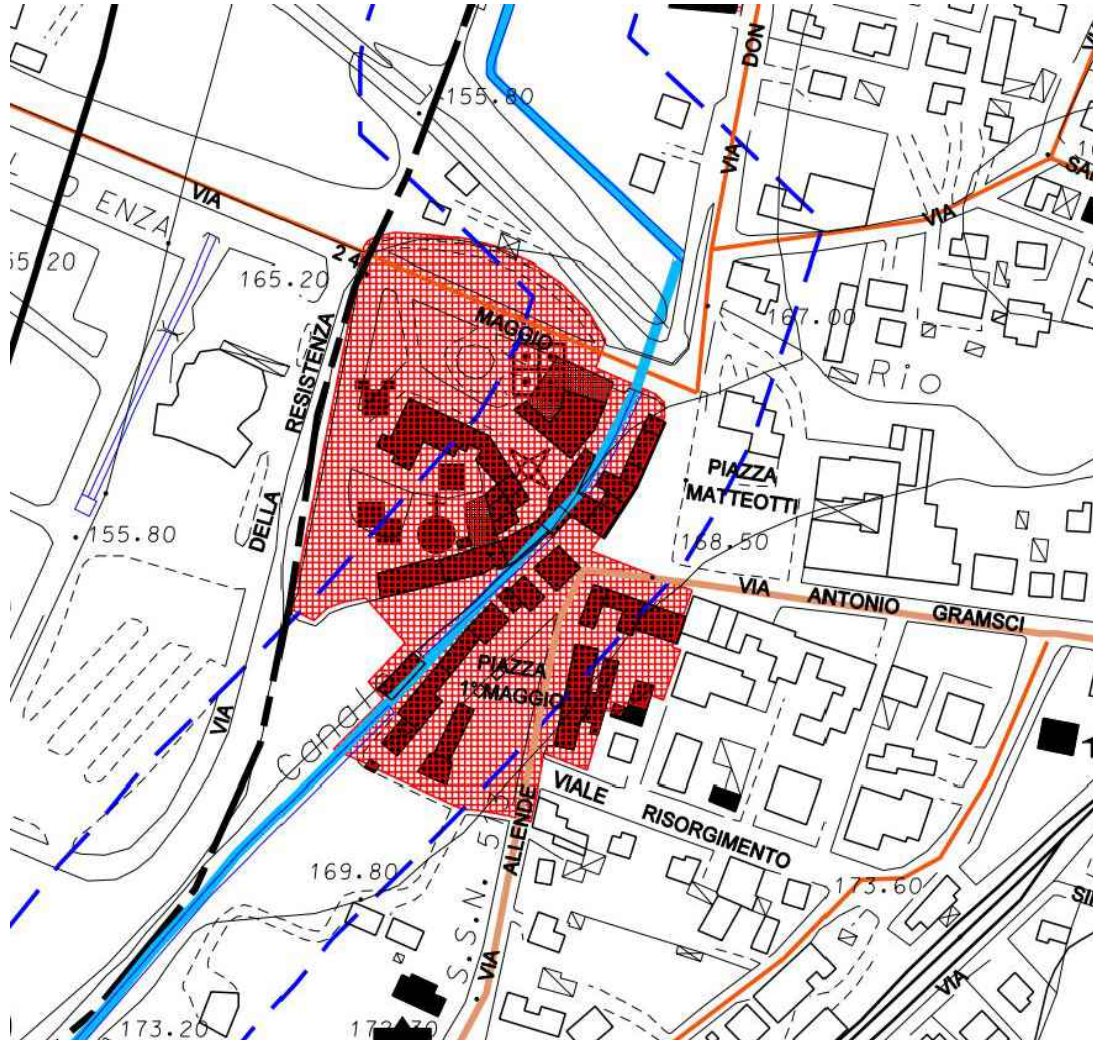 DON
VIA
155.80
VIA
ENZA
VIA
24
165.20
MAGGIO
167.00
Rio
RESISTENZA
DELLA
VIA
155.80
PIAZZA
MATTEOTTI
168.50
VIA ANTONIO GRAMSCI
PIAZZA
1°MAGGIO
Canale
VIALE RISORGIMENTO
ALLENDE
VIA
S.S.N. 5
169.80
173.60
173.20
VIA